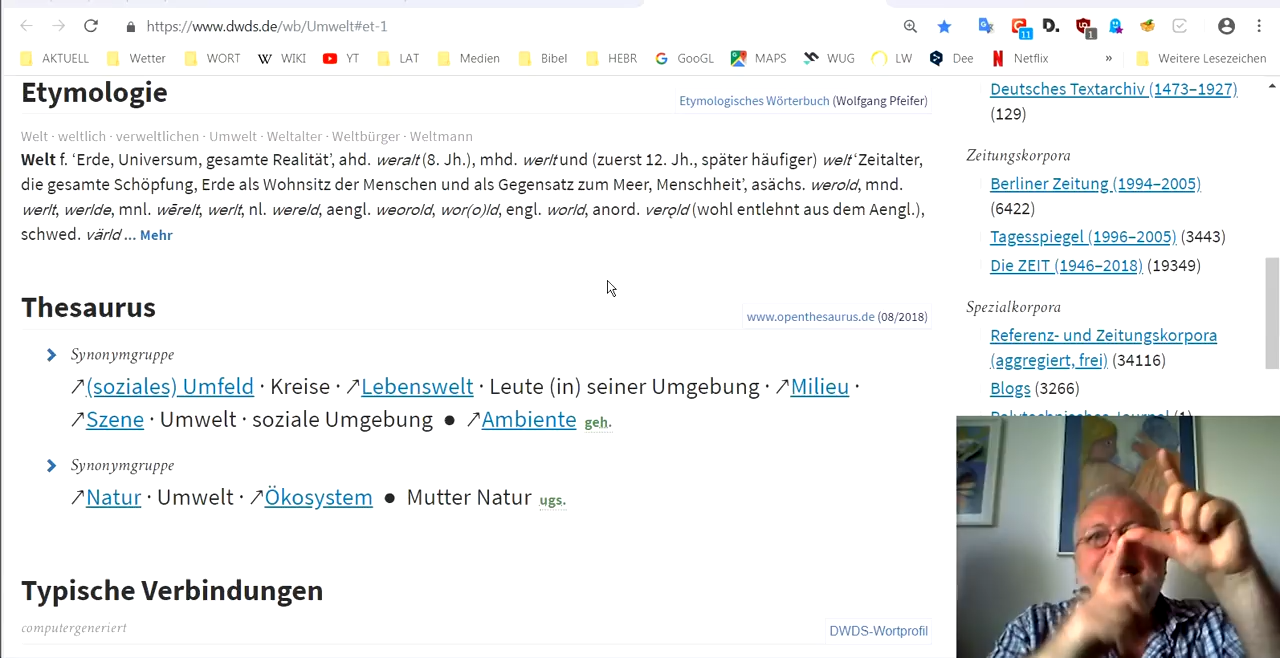 https://www.dwds.de/wb/Umwelt#et-1
11
D.
1
AKTUELL Wetter WORT WIKI YT LAT Medien Bibel HEBR GooGL MAPS WUG LW Dee Netflix » Weitere Lesezeichen
Etymologie
Etymologisches Wörterbuch (Wolfgang Pfeifer)
Welt · weltlich · verweltlichen · Umwelt · Weltalter · Weltbürger · Weltmann
Welt f. ‘Erde, Universum, gesamte Realität’, ahd. weralt (8. Jh.), mhd. werlt und (zuerst 12. Jh., später häufiger) welt ‘Zeitalter,
die gesamte Schöpfung, Erde als Wohnsitz der Menschen und als Gegensatz zum Meer, Menschheit’, asächs. werold, mnd.
werlt, werlde, mnl. wērelt, werlt, nl. wereld, aengl. weorold, wor(o)ld, engl. world, anord. verǫld (wohl entlehnt aus dem Aengl.),
schwed. värld ... Mehr
Thesaurus
www.openthesaurus.de (08/2018)
Synonymgruppe
↗(soziales) Umfeld · Kreise · ↗Lebenswelt · Leute (in) seiner Umgebung · ↗Milieu ·
↗Szene · Umwelt · soziale Umgebung ● ↗Ambiente geh.
Synonymgruppe
↗Natur · Umwelt · ↗Ökosystem ● Mutter Natur ugs.
Typische Verbindungen
computergeneriert
DWDS-Wortprofil
Deutsches Textarchiv (1473–1927)
(129)
Zeitungskorpora
Berliner Zeitung (1994–2005)
(6422)
Tagesspiegel (1996–2005) (3443)
Die ZEIT (1946–2018) (19349)
Spezialkorpora
Referenz- und Zeitungskorpora
(aggregiert, frei) (34116)
Blogs (3266)
Polytechnisches Journal (1)